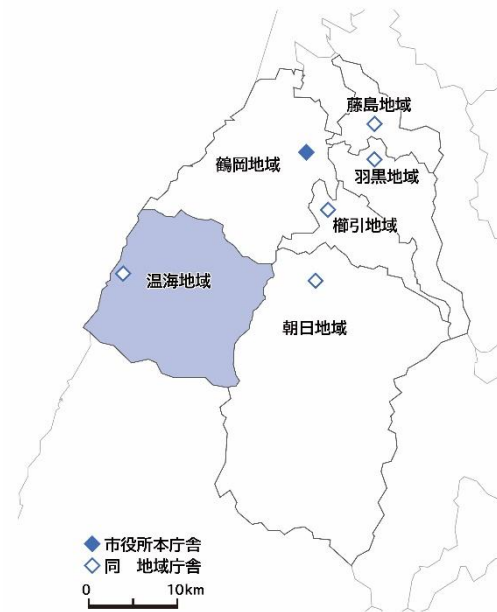 藤島地域
鶴岡地域
羽黒地域
櫛引地域
温海地域
朝日地域
市役所本庁舎
同　地域庁舎
0 10km